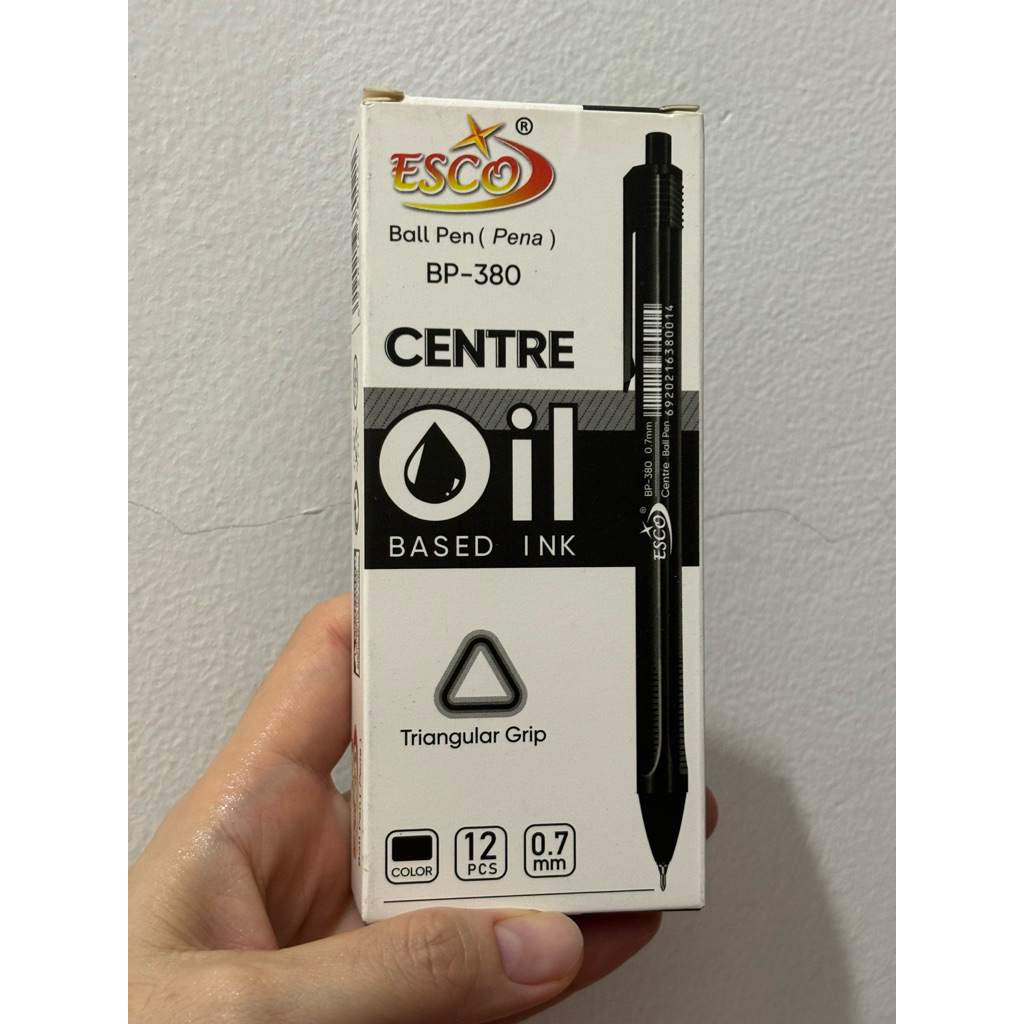 ESCO ®
Ball Pen ( Pena )
BP-380
CENTRE
Oil
BASED INK
Triangular Grip
COLOR
12
PCS
0.7
mm
ESCO ®
BP-380 0.7mm
Centre Ball Pen
6920216380014